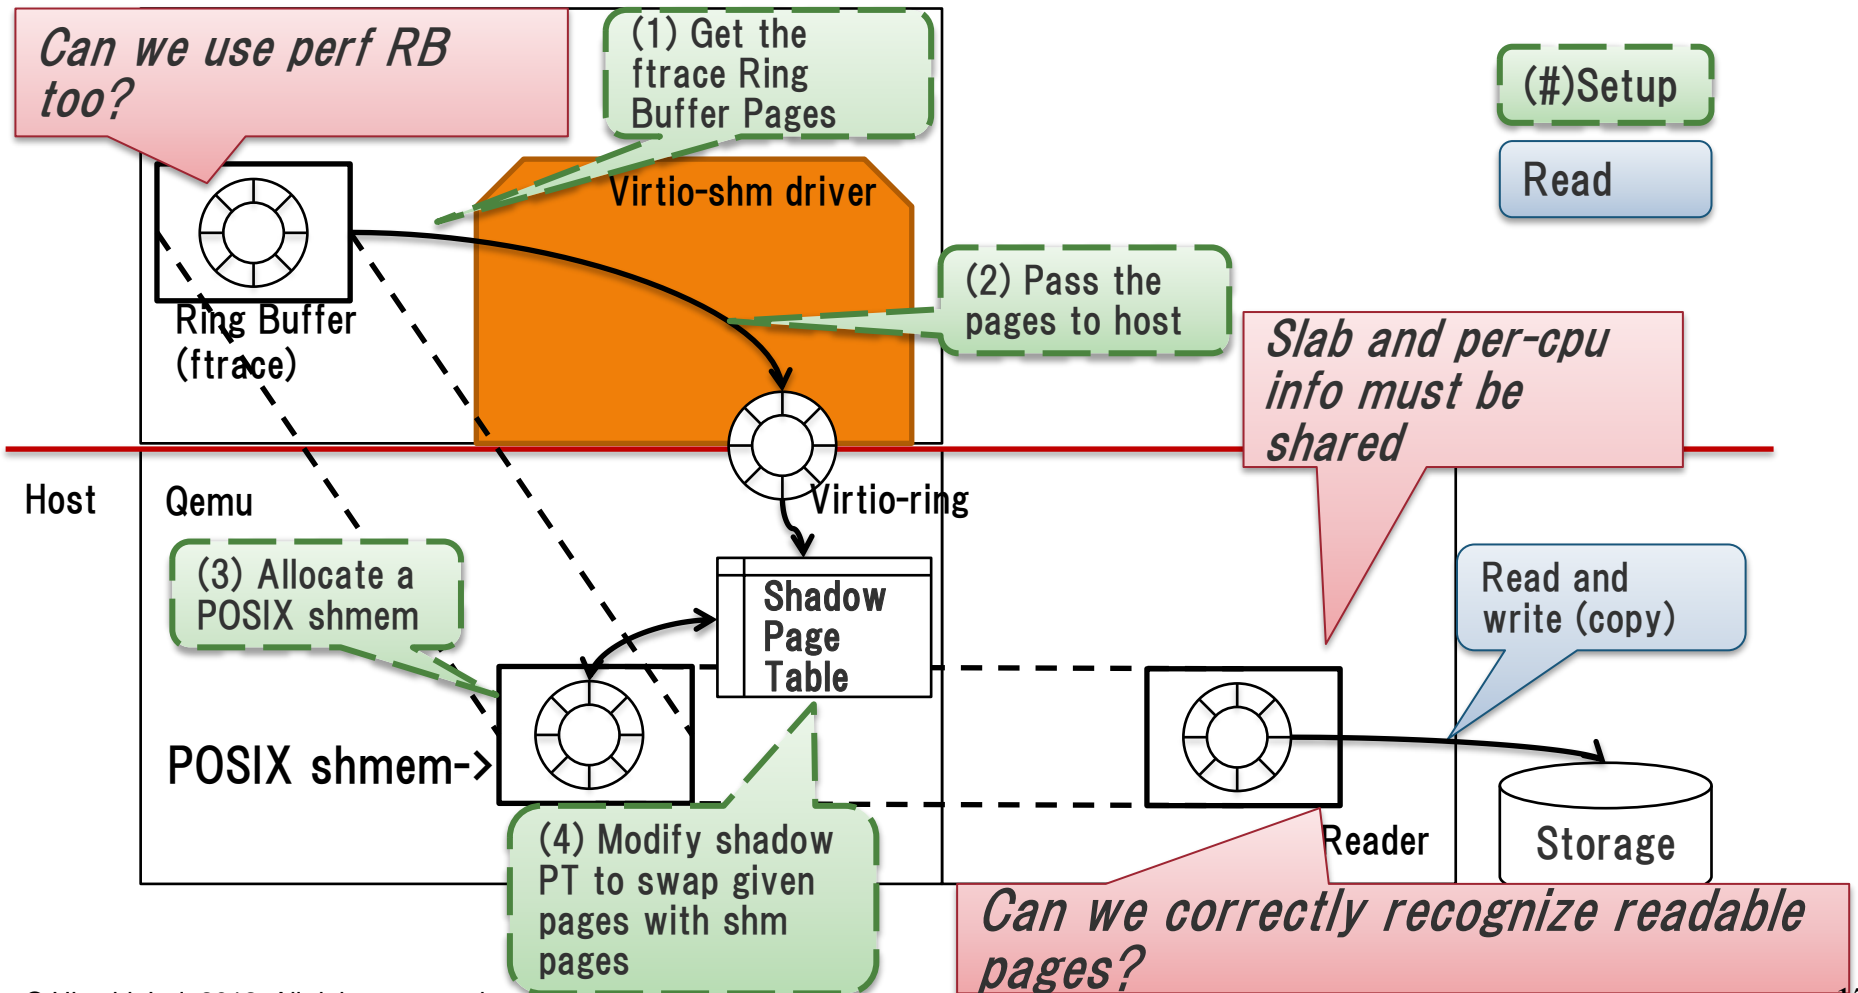 Can we use perf RB
too?
(1) Get the
ftrace Ring
Buffer Pages
(#)Setup
Read
Virtio-shm driver
(2) Pass the
pages to host
Ring Buffer
(ftrace)
Slab and per-cpu
info must be
shared
Host
Qemu
Virtio-ring
(3) Allocate a
POSIX shmem
Shadow
Page
Table
Read and
write (copy)
POSIX shmem->
(4) Modify shadow
PT to swap given
pages with shm
pages
Reader
Storage
Can we correctly recognize readable
pages?